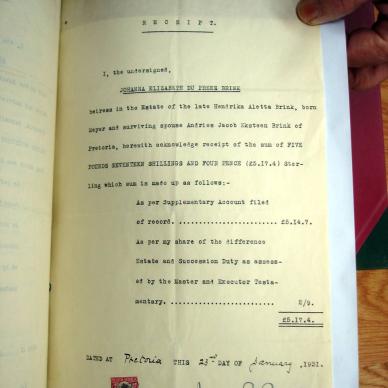 RECEIPT.
I, the undersigned,
JOHANNA ELIZABETH DU PREEZ BRINK
heiress in the Estate of the late Hendrika Aletta Brink, born
Meyer and surviving spouse Andries Jacob Eksteen Brink of
Pretoria, herewith acknowledge receipt of the sum of FIVE
POUNDS SEVENTEEN SHILLINGS AND FOUR PENCE (£5.17.4) Ster-
ling which sum is made up as follows:-
As per Supplementary Account filed
of record. ........................ £5.14.7.
As per my share of the difference
Estate and Succession Duty as assess-
ed by the Master and Executor Testa-
mentary. ........................ 2/9.
£5.17.4.
DATED AT Pretoria THIS 23rd DAY OF January, 1931.